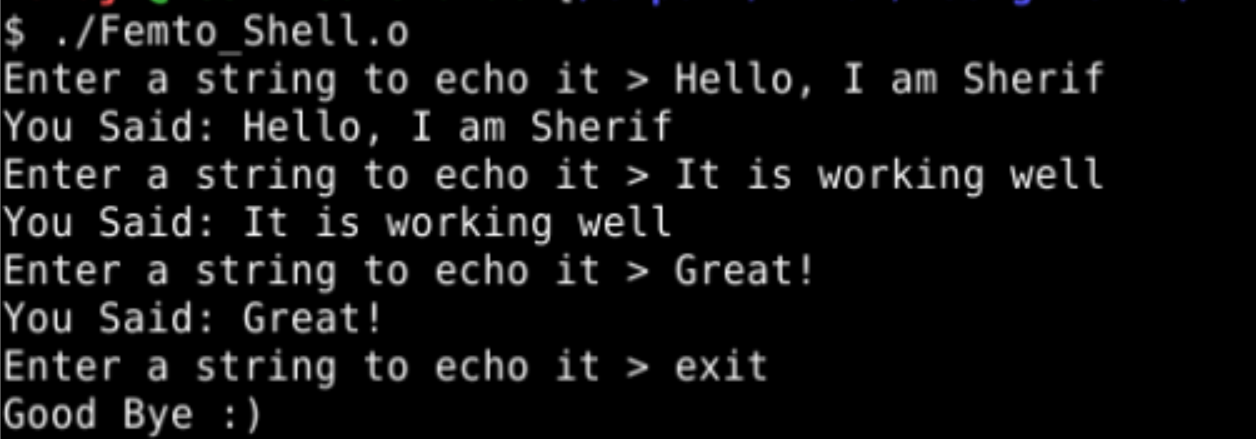 $ ./Femto_Shell.o
Enter a string to echo it > Hello, I am Sherif
You Said: Hello, I am Sherif
Enter a string to echo it > It is working well
You Said: It is working well
Enter a string to echo it > Great!
You Said: Great!
Enter a string to echo it > exit
Good Bye :)